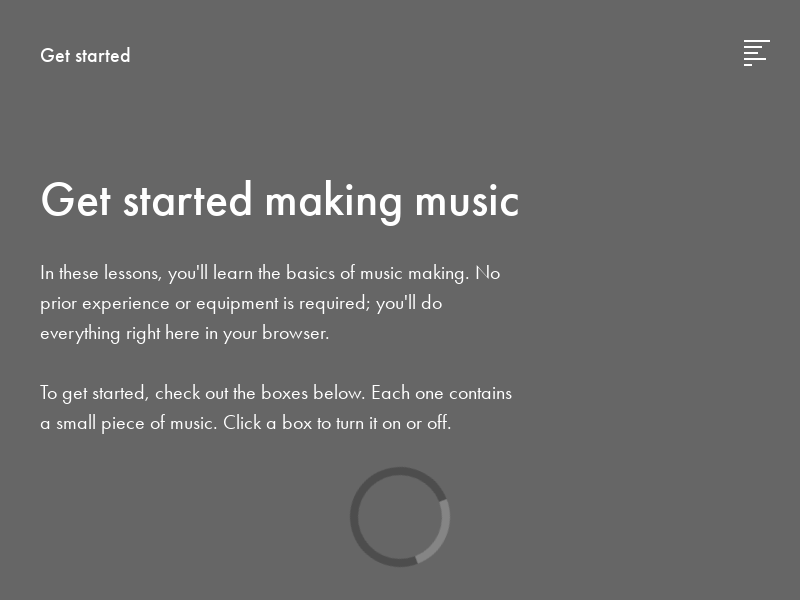 Get started
Get started making music
In these lessons, you'll learn the basics of music making. No
prior experience or equipment is required; you'll do
everything right here in your browser.
To get started, check out the boxes below. Each one contains
a small piece of music. Click a box to turn it on or off.